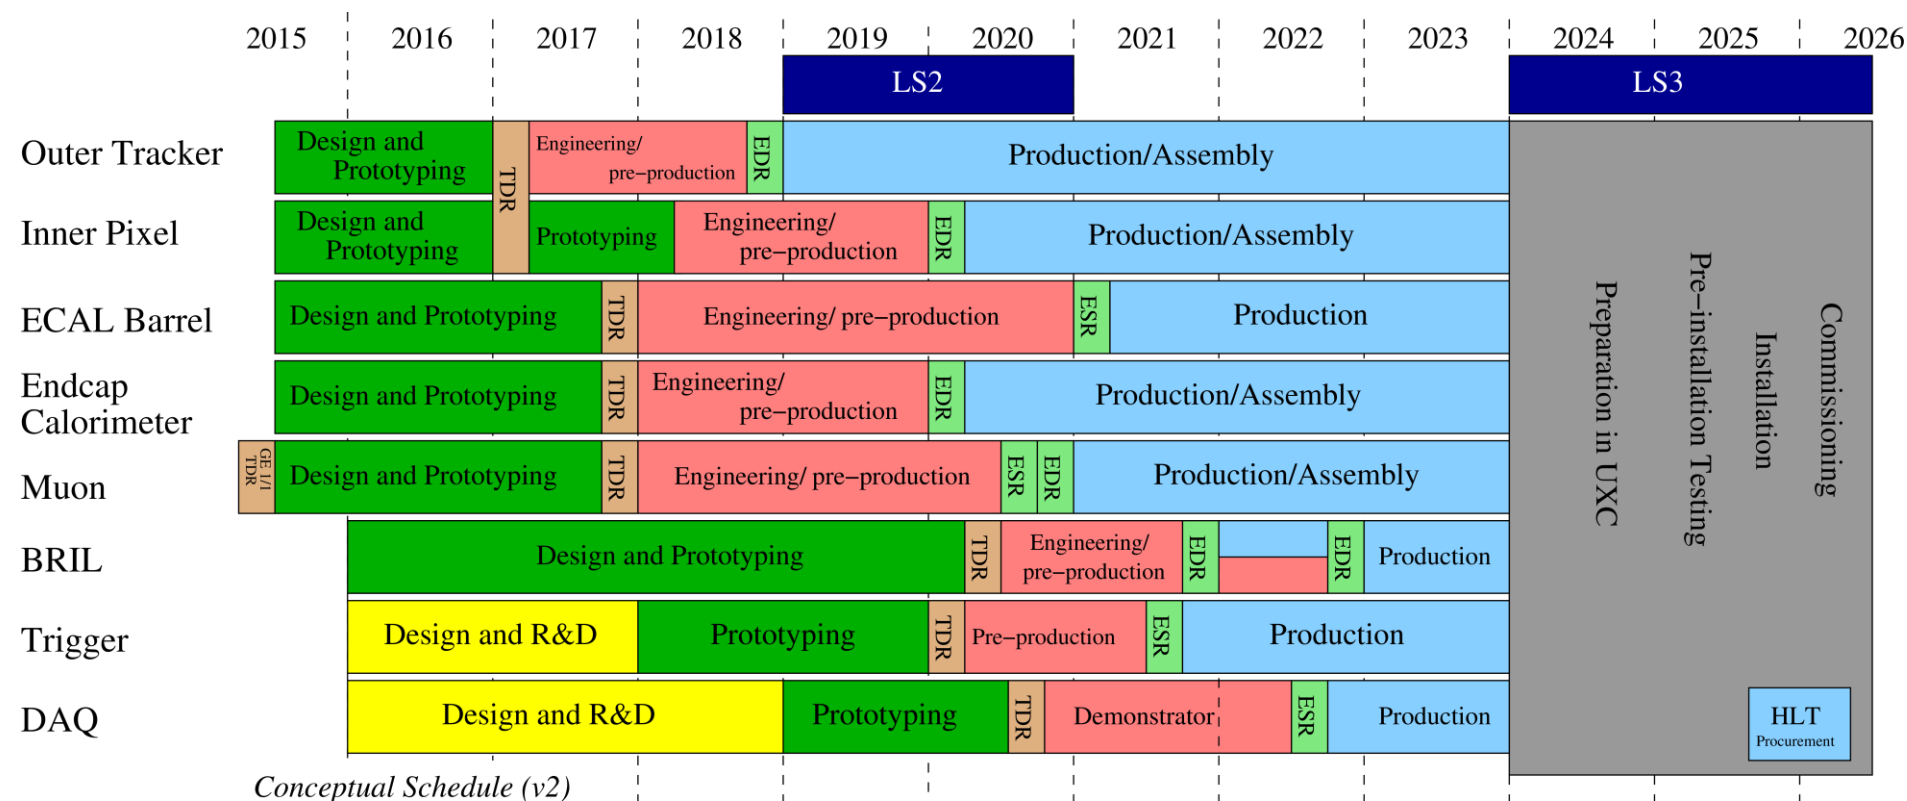 2015 2016 2017 2018 2019 2020 2021 2022 2023 2024 2025 2026
LS2 LS3
Outer Tracker
Design and
Prototyping
TDR
Engineering/
pre−production
EDR
Production/Assembly
Inner Pixel
Design and
Prototyping
Prototyping
Engineering/
pre−production
EDR
Production/Assembly
ECAL Barrel
Design and Prototyping
TDR
Engineering/ pre−production
ESR
Production
Endcap
Calorimeter
Design and Prototyping
TDR
Engineering/
pre−production
EDR
Production/Assembly
Muon
GE1/1
TDR
Design and Prototyping
TDR
Engineering/ pre−production
ESR
EDR
Production/Assembly
BRIL
Design and Prototyping
TDR
Engineering/
pre−production
EDR
EDR
Production
Trigger
Design and R&D
Prototyping
TDR
Pre−production
ESR
Production
DAQ
Design and R&D
Prototyping
TDR
Demonstrator
ESR
Production
Preparation in UXC
Pre−installation Testing
Installation
Commissioning
HLT
Procurement
Conceptual Schedule (v2)